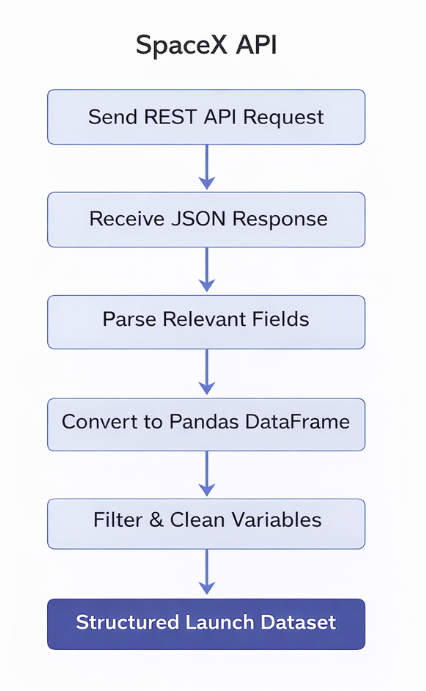 SpaceX API
Send REST API Request
Receive JSON Response
Parse Relevant Fields
Convert to Pandas DataFrame
Filter & Clean Variables
Structured Launch Dataset